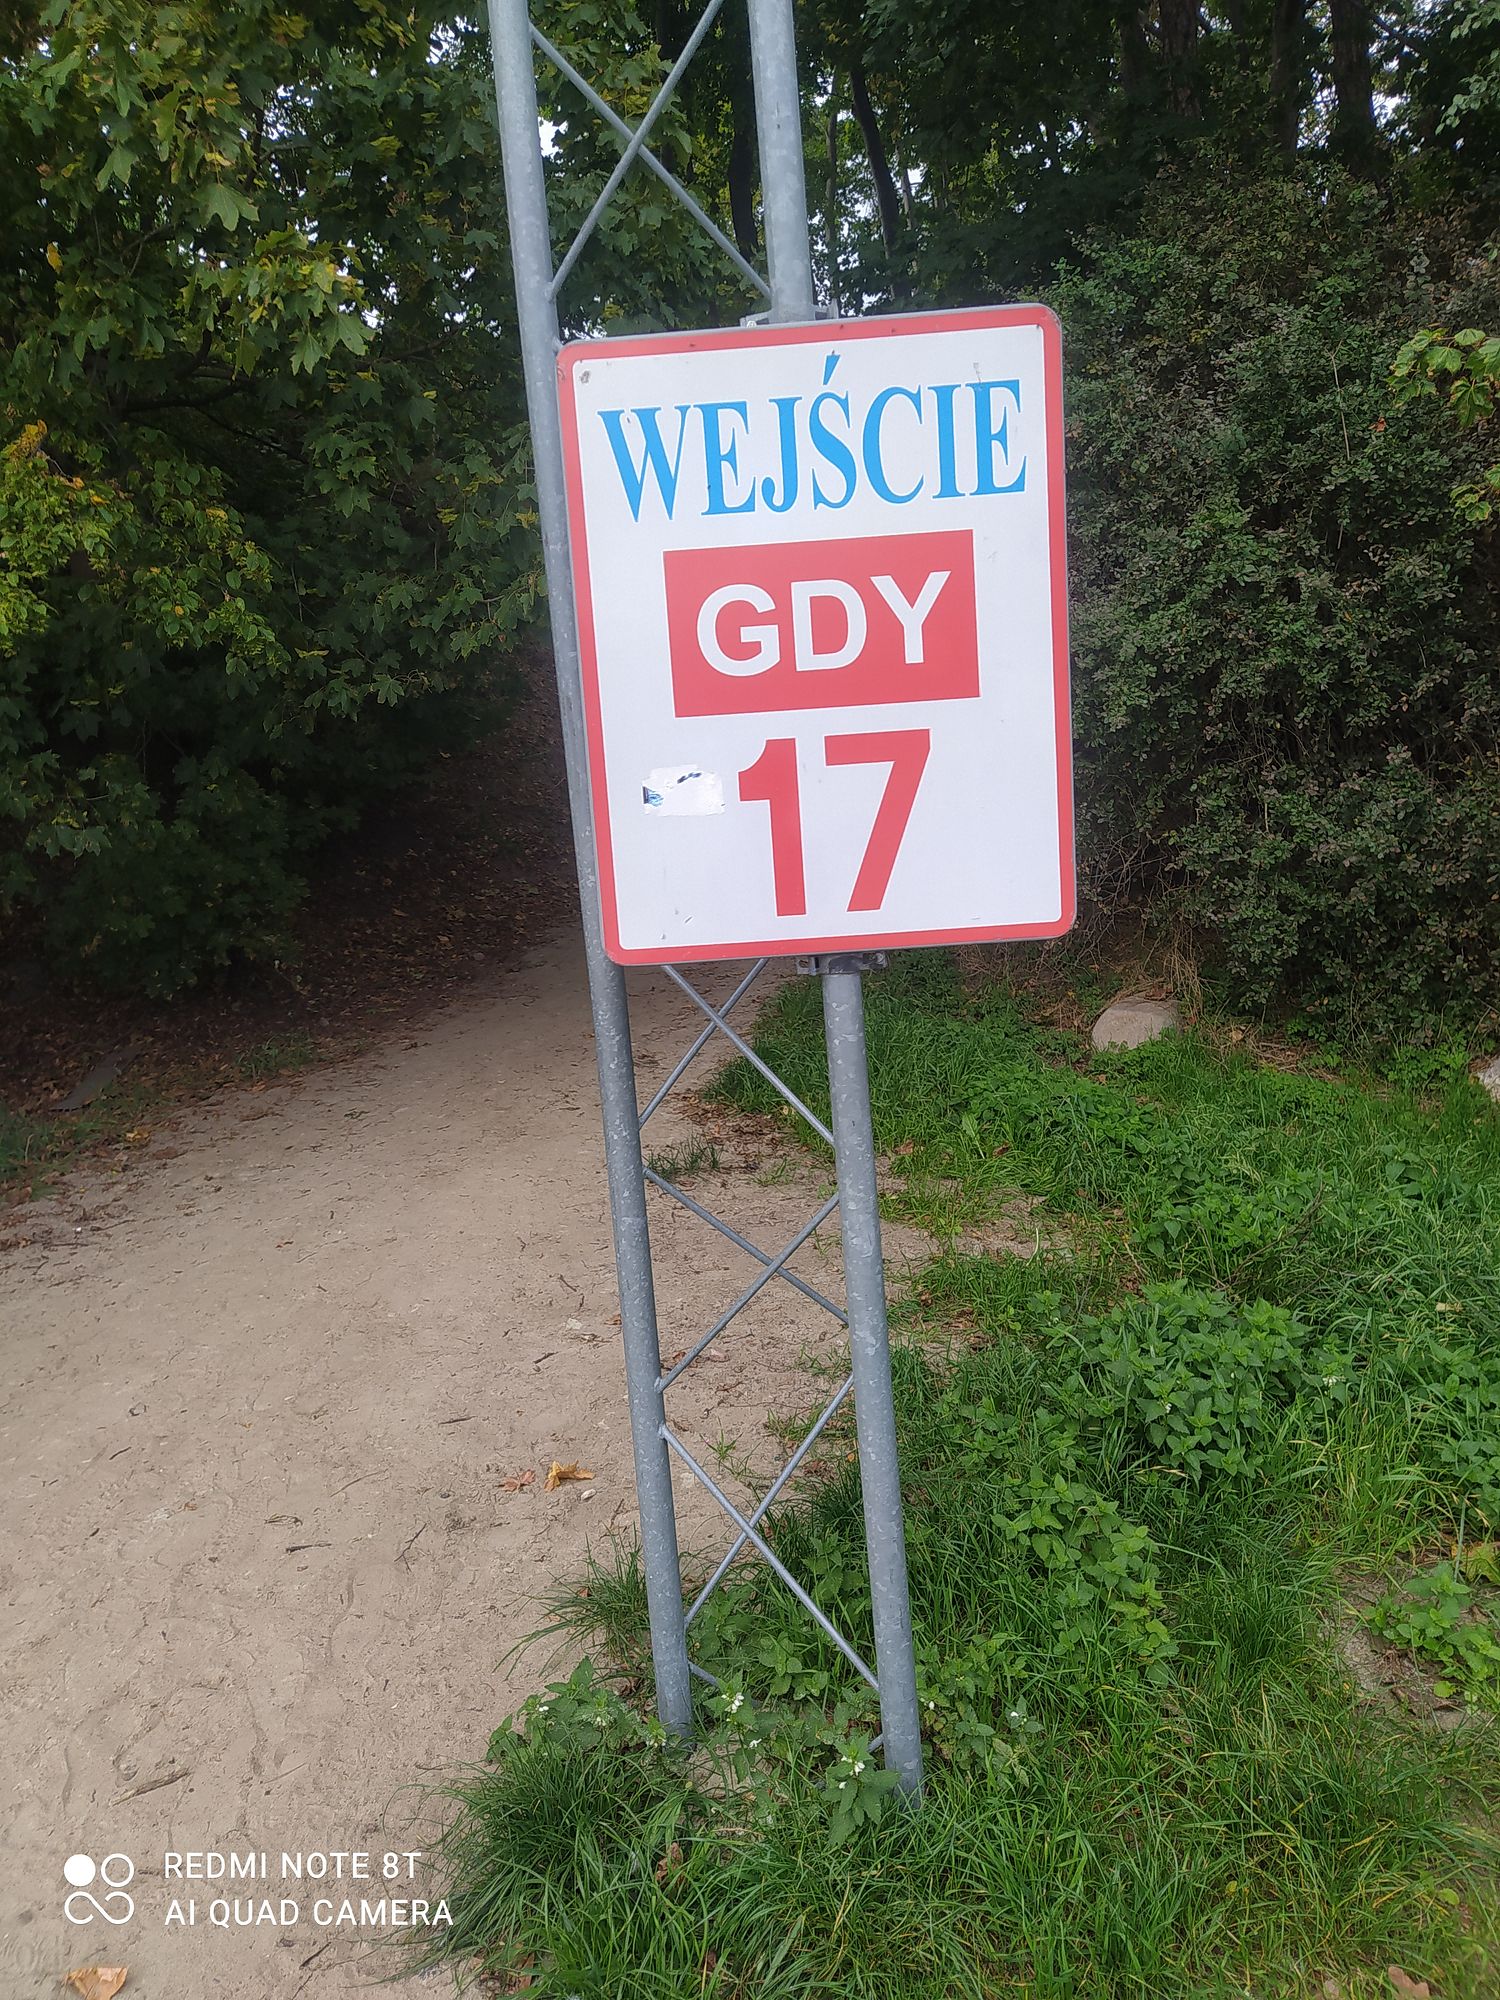 WEJŚCIE
GDY
17
REDMI NOTE 8T
AI QUAD CAMERA